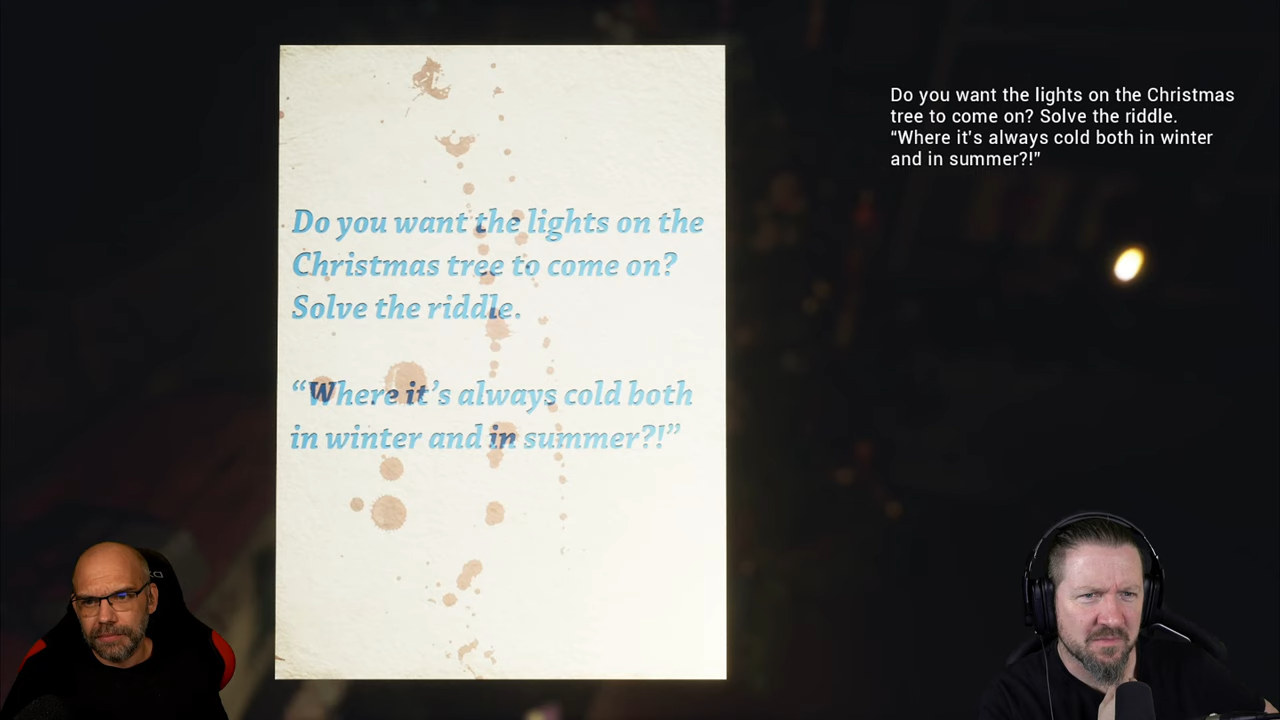 Do you want the lights on the
Christmas tree to come on?
Solve the riddle.
“Where it’s always cold both
in winter and in summer?!”
Do you want the lights on the Christmas
tree to come on? Solve the riddle.
“Where it's always cold both in winter
and in summer?!”